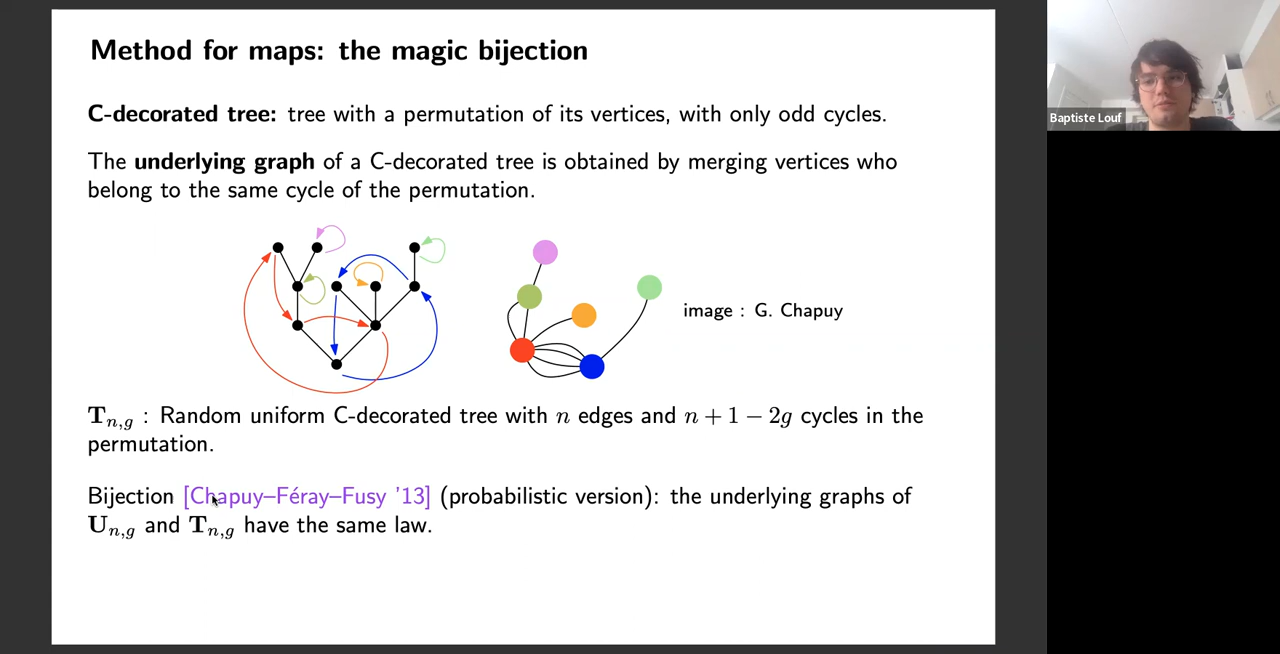 Method for maps: the magic bijection
C-decorated tree: tree with a permutation of its vertices, with only odd cycles.
The underlying graph of a C-decorated tree is obtained by merging vertices who
belong to the same cycle of the permutation.
image : G. Chapuy
T_{n,g} : Random uniform C-decorated tree with n edges and n + 1 − 2g cycles in the
permutation.
Bijection [Chapuy–Féray–Fusy '13] (probabilistic version): the underlying graphs of
U_{n,g} and T_{n,g} have the same law.
Baptiste Louf